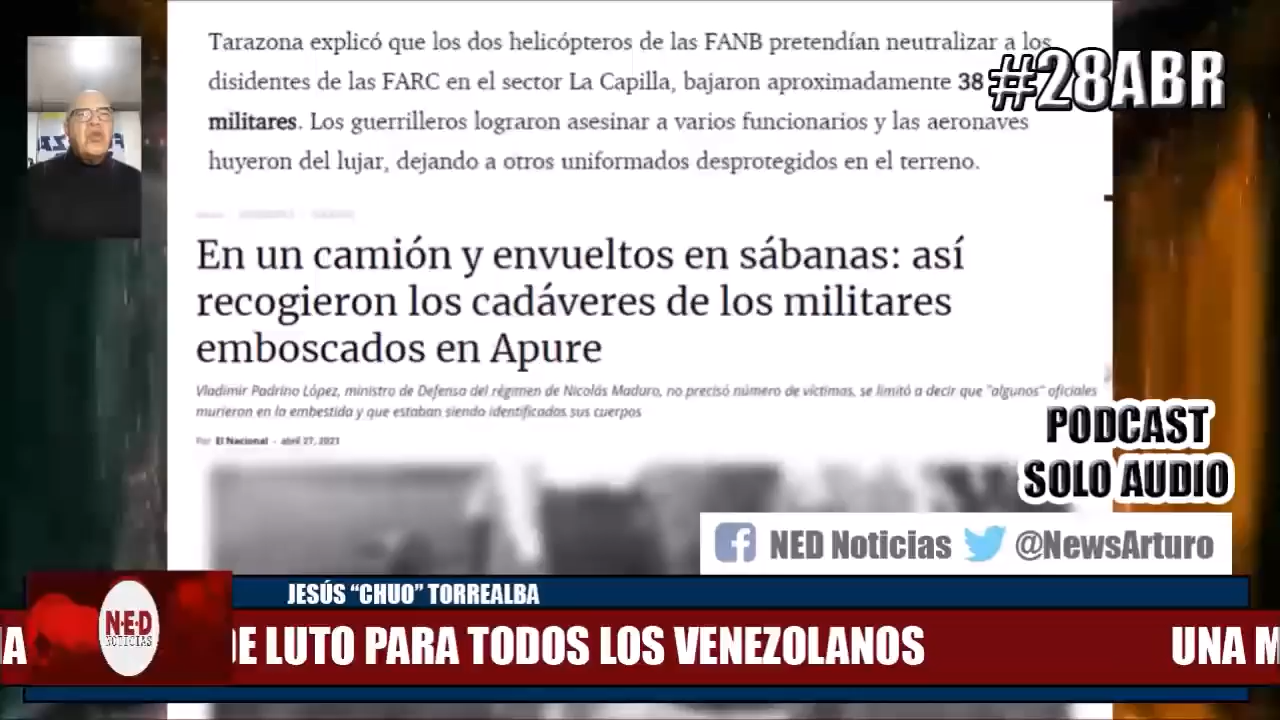 Tarazona explicó que los dos helicópteros de las FANB pretendían neutralizar a los
disidentes de las FARC en el sector La Capilla, bajaron aproximadamente 38
militares. Los guerrilleros lograron asesinar a varios funcionarios y las aeronaves
huyeron del lujar, dejando a otros uniformados desprotegidos en el terreno.
#28ABR
En un camión y envueltos en sábanas: así
recogieron los cadáveres de los militares
emboscados en Apure
Vladimir Padrino López, ministro de Defensa del régimen de Nicolás Maduro, no precisó número de víctimas, se limitó a decir que "algunos" oficiales
murieron en la embestida y que estaban siendo identificados sus cuerpos
Por El Nacional - abril 27, 2021
PODCAST
SOLO AUDIO
NED Noticias @NewsArturo
JESÚS “CHUO” TORREALBA
N·E·D
NOTICIAS
DE LUTO PARA TODOS LOS VENEZOLANOS
UNA M